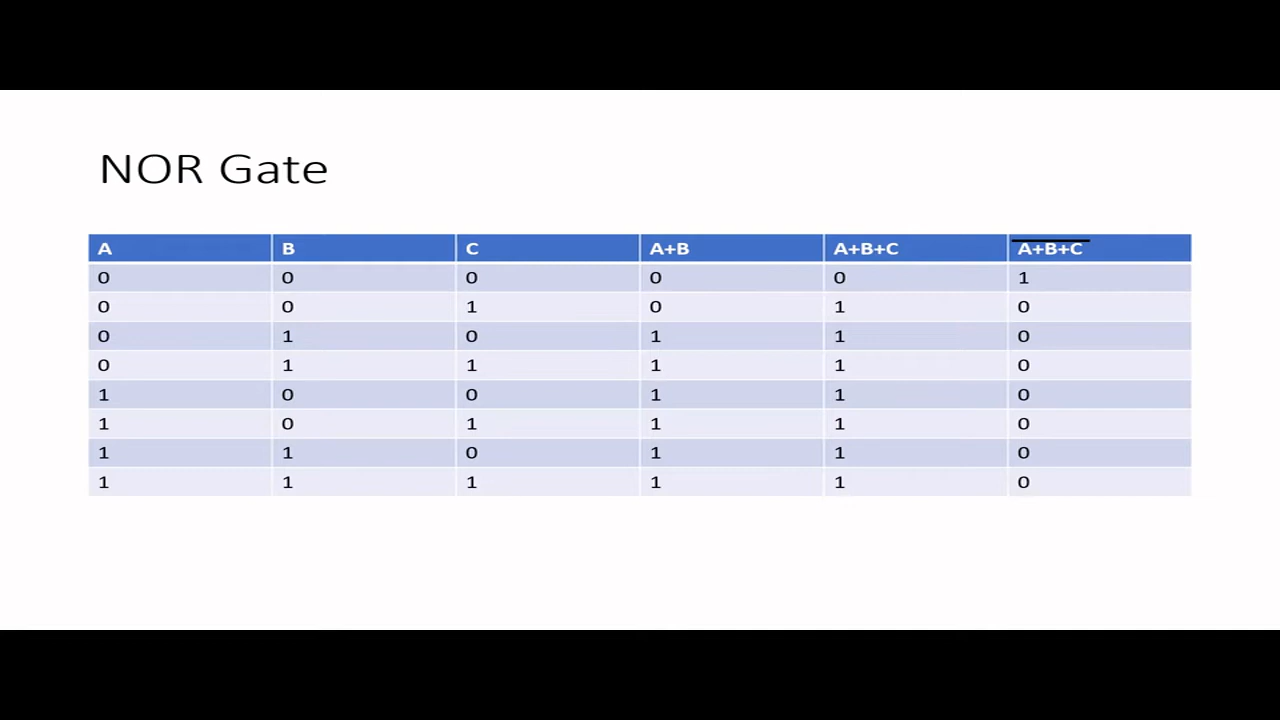 NOR Gate
A B C A+B A+B+C A+B+C
0 0 0 0 0 1
0 0 1 0 1 0
0 1 0 1 1 0
0 1 1 1 1 0
1 0 0 1 1 0
1 0 1 1 1 0
1 1 0 1 1 0
1 1 1 1 1 0